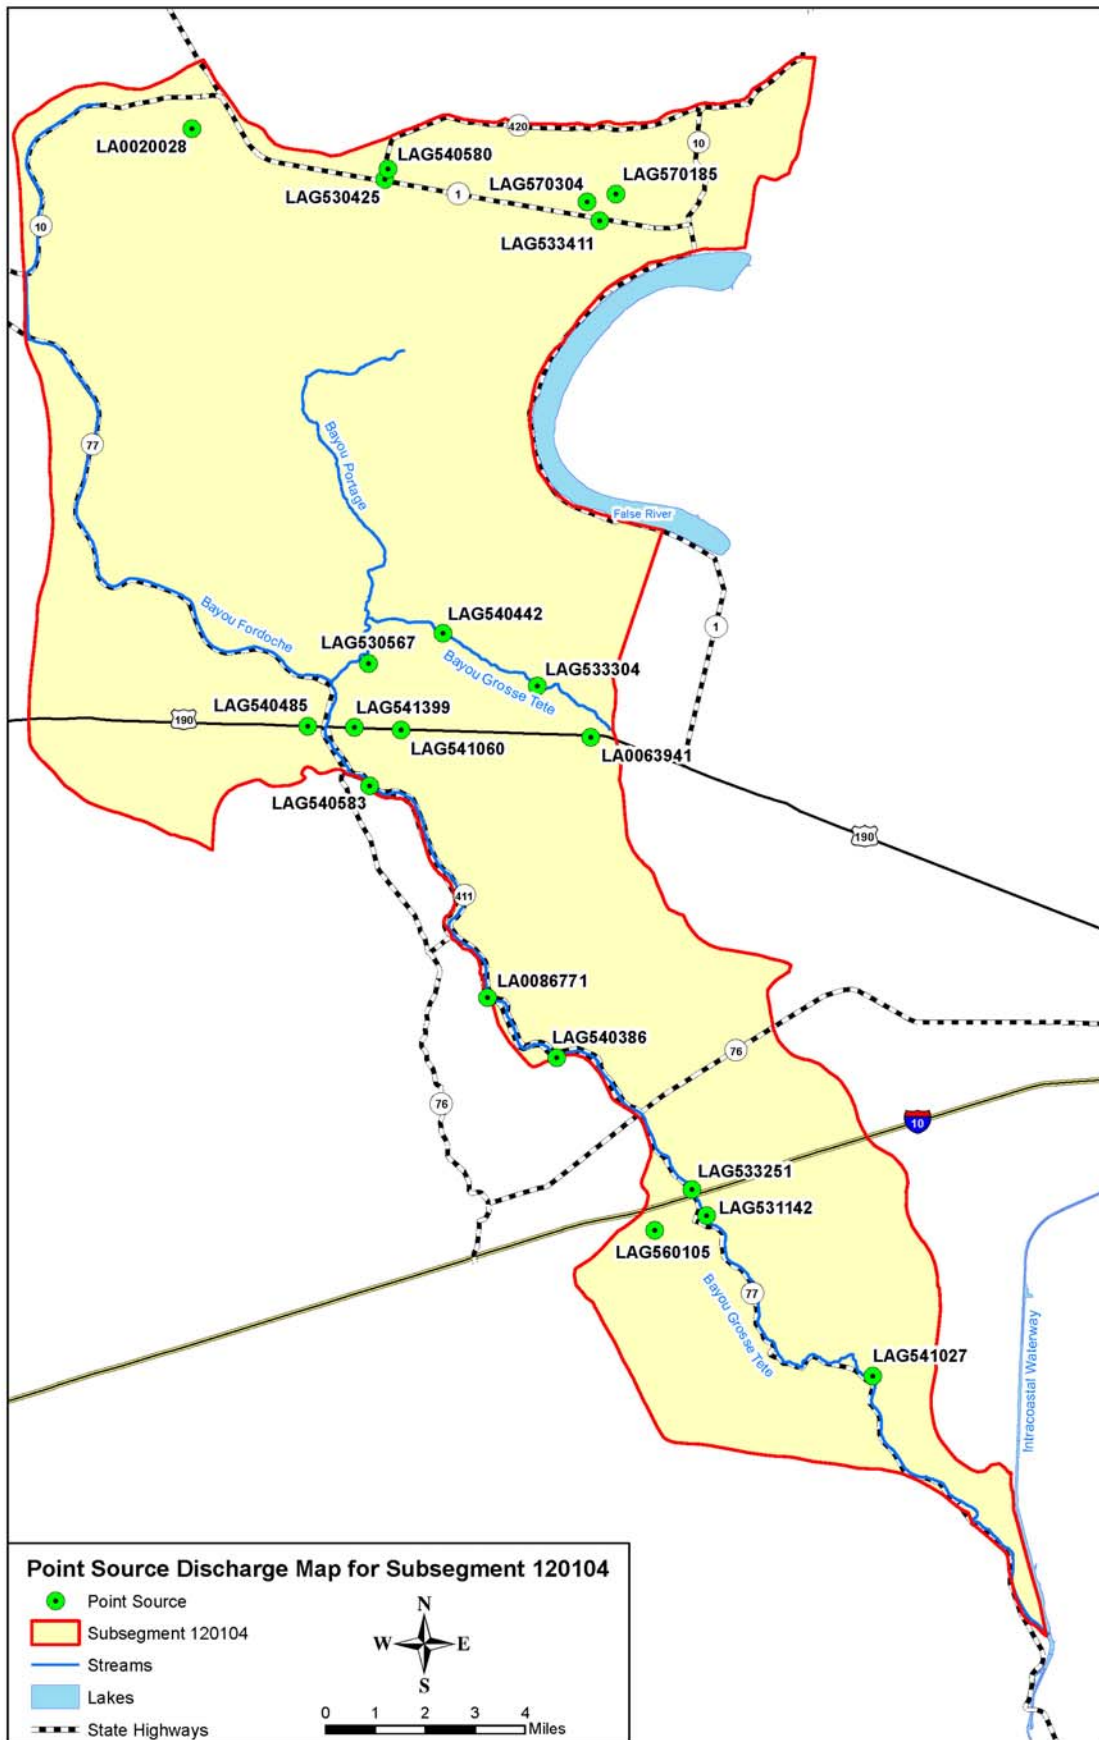 420
LA0020028
10
LAG540580
LAG570185
LAG570304
LAG530425
1
10
LAG533411
77
Bayou Portage
False River
Bayou Fordoche
LAG540442
1
LAG530567
Bayou Grosse Tete
LAG533304
LAG540485
LAG541399
190
LAG541060
LA0063941
LAG540583
190
411
LA0086771
LAG540386
76
76
10
LAG533251
LAG531142
LAG560105
77
Bayou Grosse Tete
Intracoastal Waterway
LAG541027
Point Source Discharge Map for Subsegment 120104
Point Source
Subsegment 120104
Streams
Lakes
State Highways
N
W E
S
0 1 2 3 4
Miles